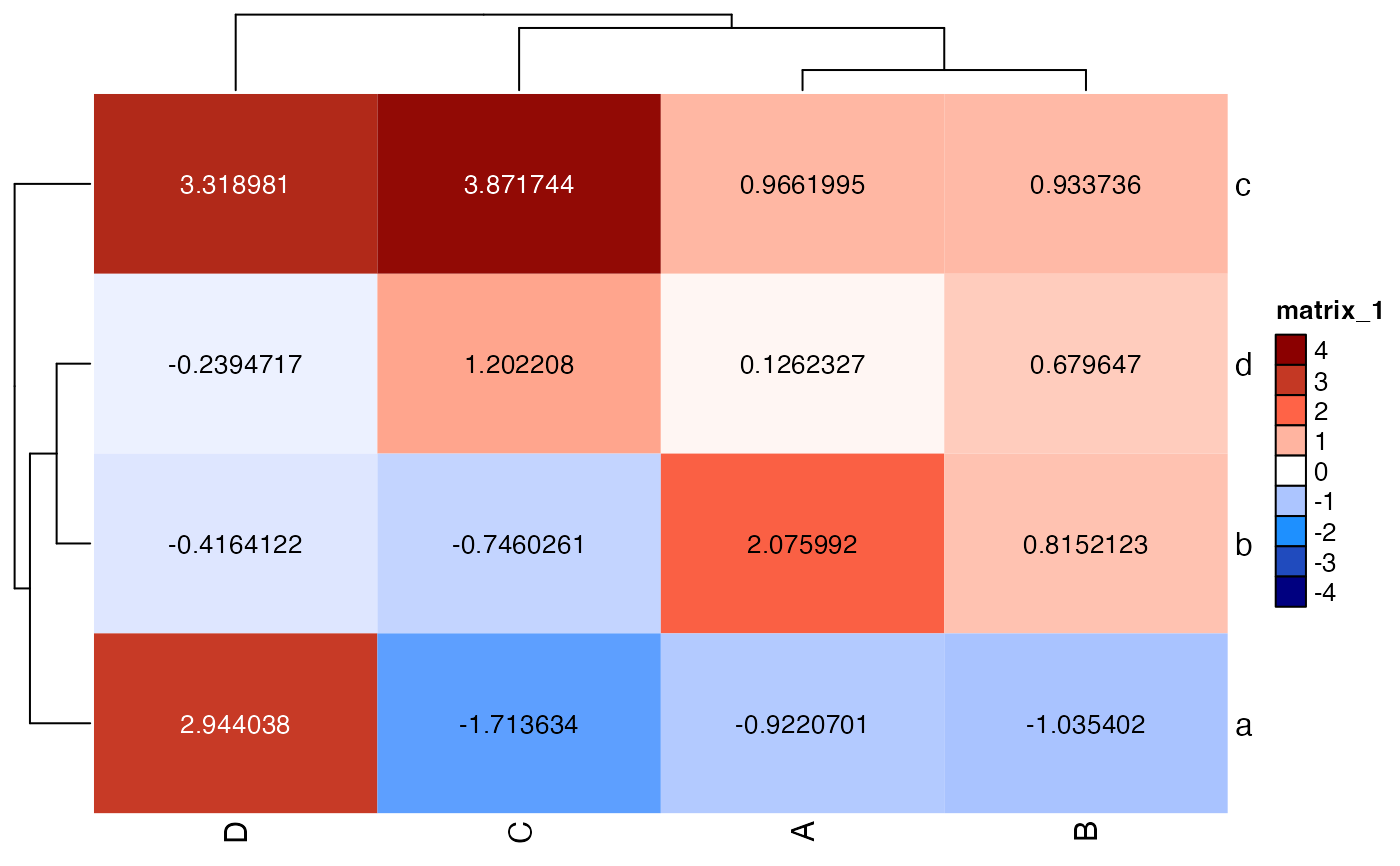 3.318981 3.871744 0.9661995 0.933736 c
-0.2394717 1.202208 0.1262327 0.679647 d
-0.4164122 -0.7460261 2.075992 0.8152123 b
2.944038 -1.713634 -0.9220701 -1.035402 a
D C A B
matrix_1
4
3
2
1
0
-1
-2
-3
-4